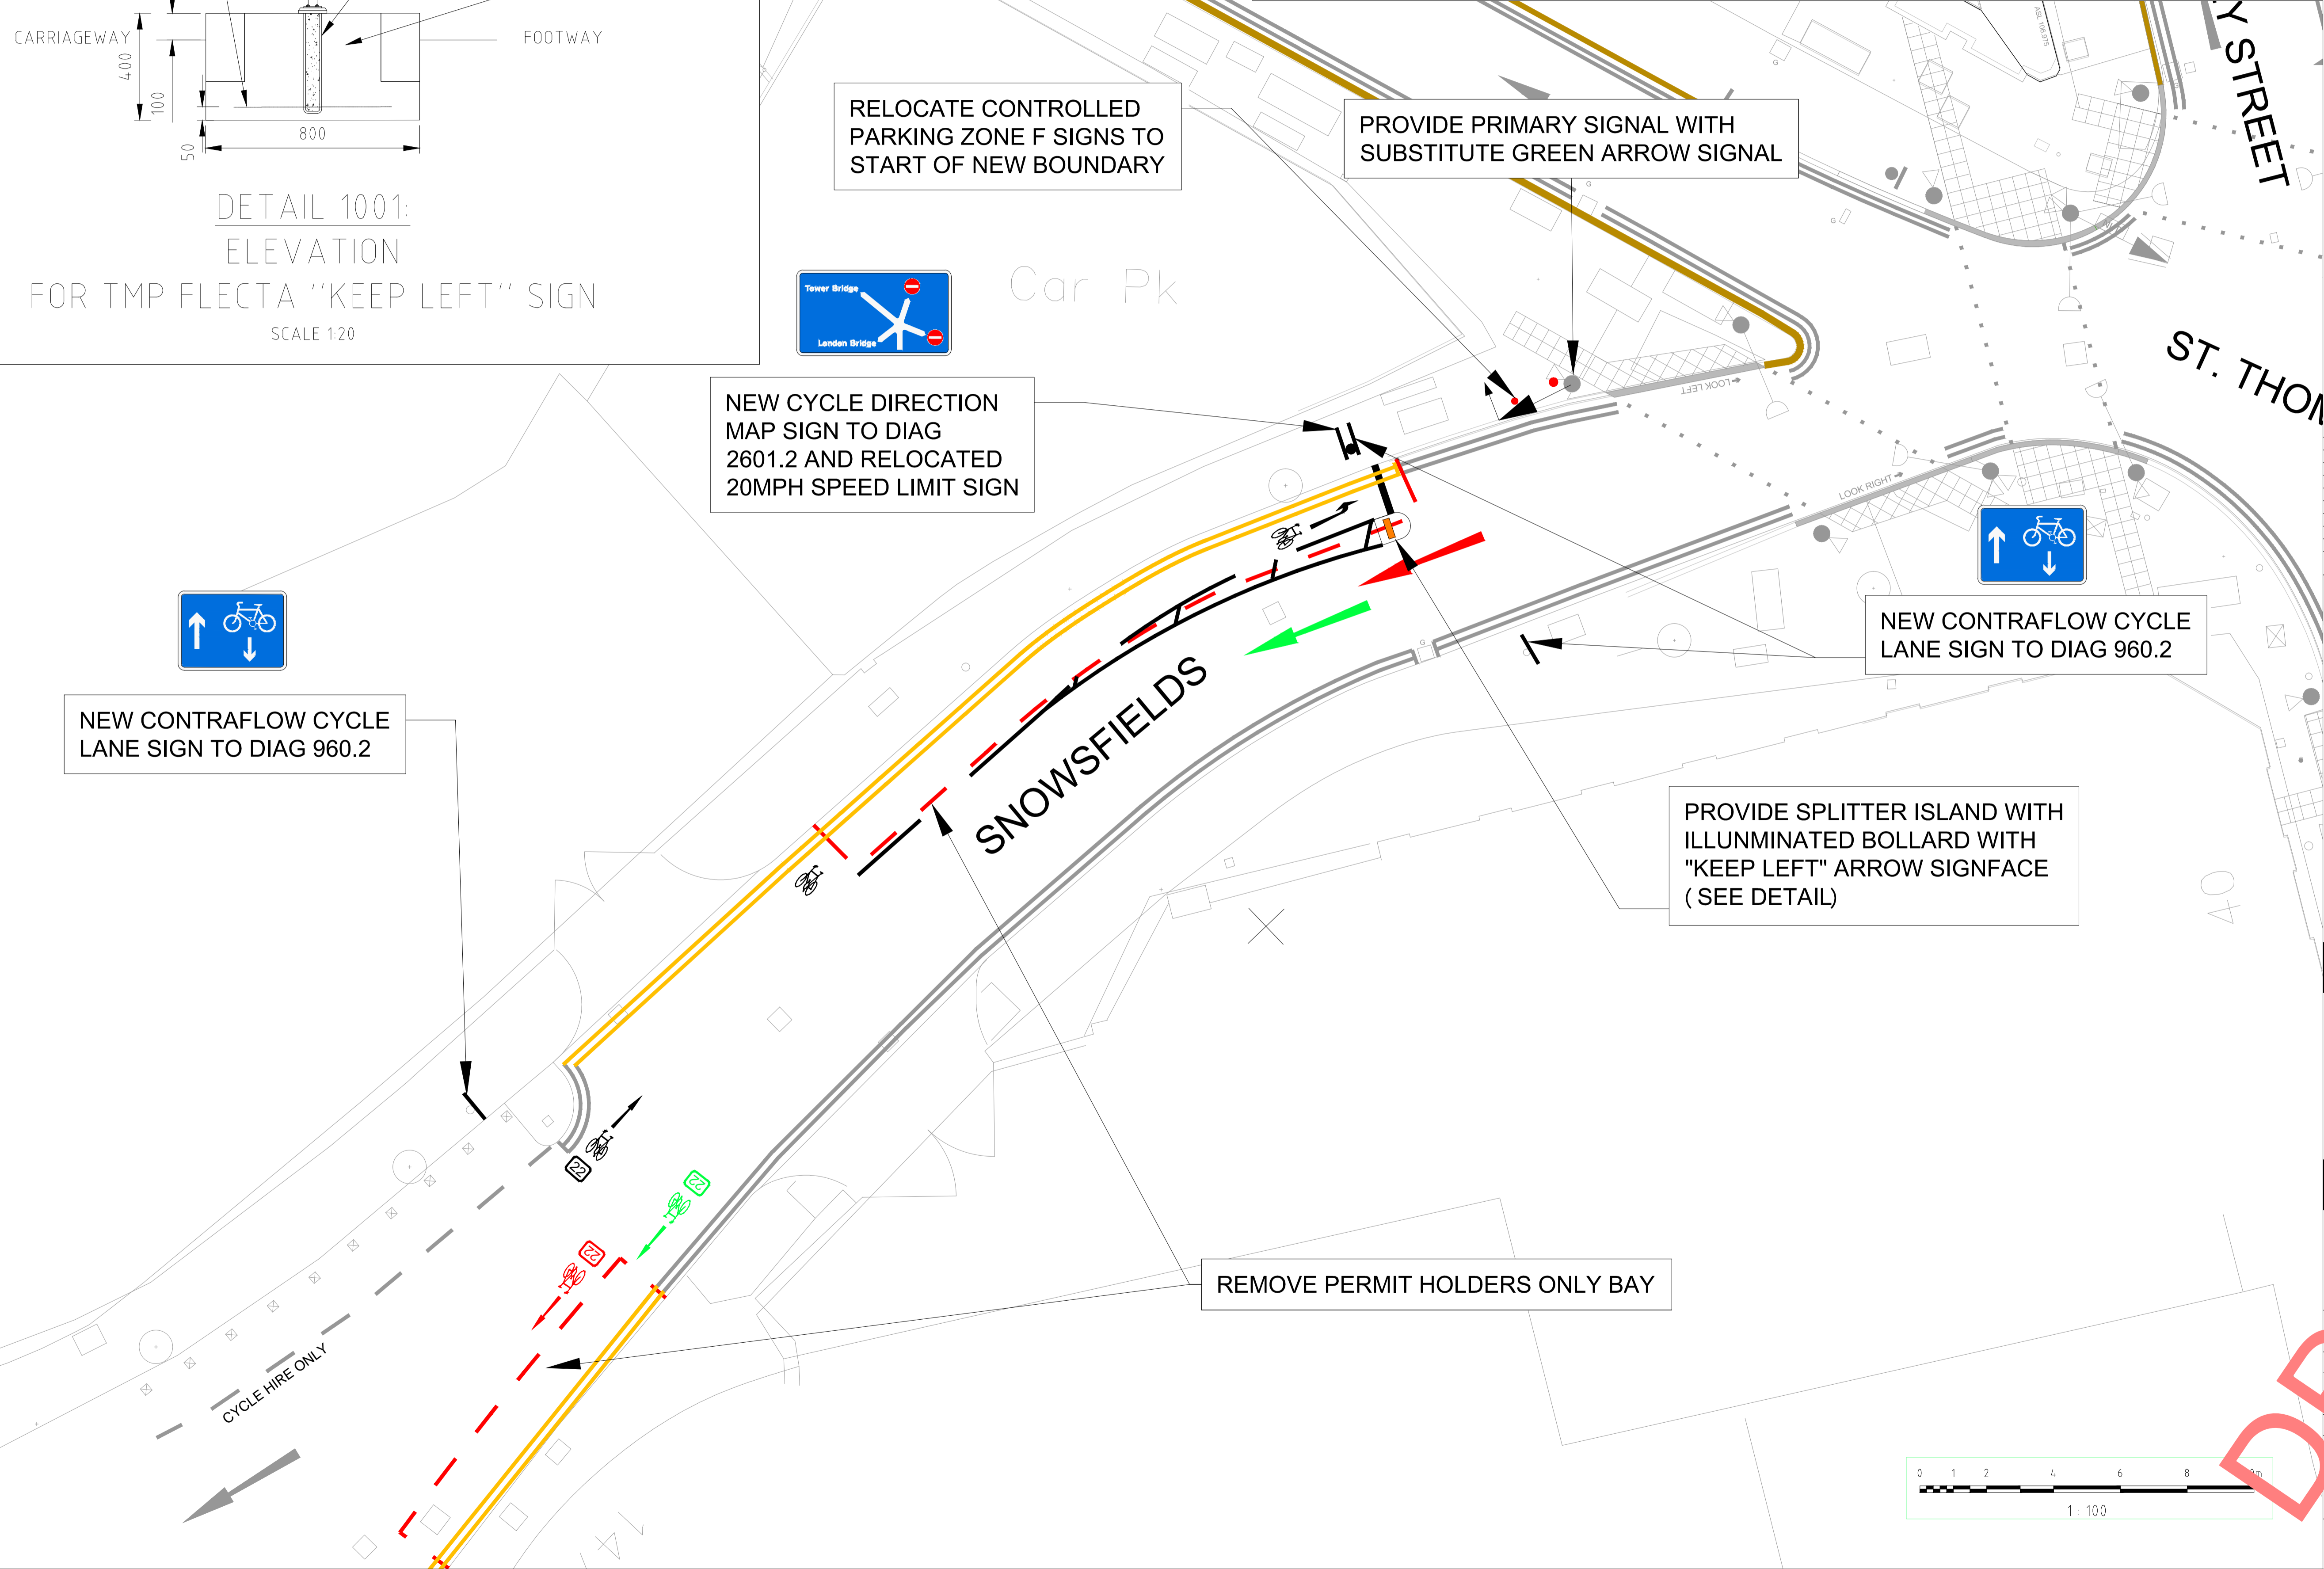 CARRIAGEWAY
FOOTWAY
400
100
50
800
DETAIL 1001:
ELEVATION
FOR TMP FLECTA "KEEP LEFT" SIGN
SCALE 1:20
RELOCATE CONTROLLED
PARKING ZONE F SIGNS TO
START OF NEW BOUNDARY
PROVIDE PRIMARY SIGNAL WITH
SUBSTITUTE GREEN ARROW SIGNAL
Y STREET
ST. THOM
Car Pk
Tower Bridge
London Bridge
NEW CYCLE DIRECTION
MAP SIGN TO DIAG
2601.2 AND RELOCATED
20MPH SPEED LIMIT SIGN
LOOK LEFT
LOOK RIGHT
G
G
G
G
NEW CONTRAFLOW CYCLE
LANE SIGN TO DIAG 960.2
NEW CONTRAFLOW CYCLE
LANE SIGN TO DIAG 960.2
SNOWSFIELDS
PROVIDE SPLITTER ISLAND WITH
ILLUNMINATED BOLLARD WITH
"KEEP LEFT" ARROW SIGNFACE
( SEE DETAIL)
22
22
22
REMOVE PERMIT HOLDERS ONLY BAY
CYCLE HIRE ONLY
0 1 2 4 6 8
1 : 100